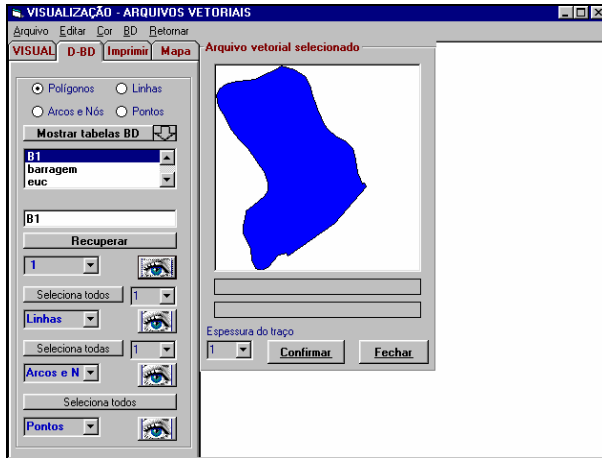 VISUALIZAÇÃO - ARQUIVOS VETORIAIS
Arquivo Editar Cor BD Retornar
VISUAL D-BD Imprimir Mapa
Polígonos Linhas
Arcos e Nós Pontos
Mostrar tabelas BD
B1
barragem
euc
B1
Recuperar
1
Seleciona todos 1
Linhas
Seleciona todas 1
Arcos e N
Seleciona todos
Pontos
Arquivo vetorial selecionado
Espessura do traço
1 Confirmar Fechar